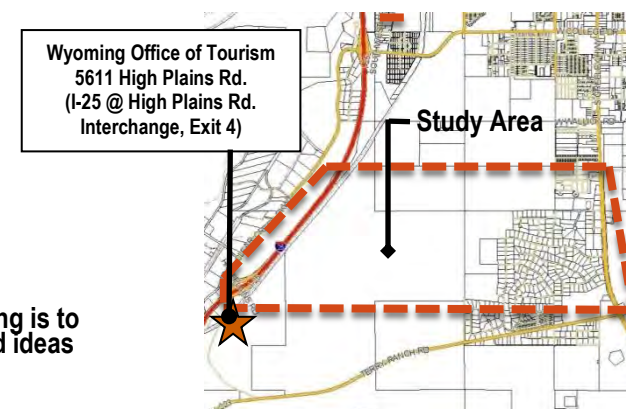 Wyoming Office of Tourism
5611 High Plains Rd.
(I-25 @ High Plains Rd.
Interchange, Exit 4)
Study Area
ng is to
d ideas
TERRY RANCH RD